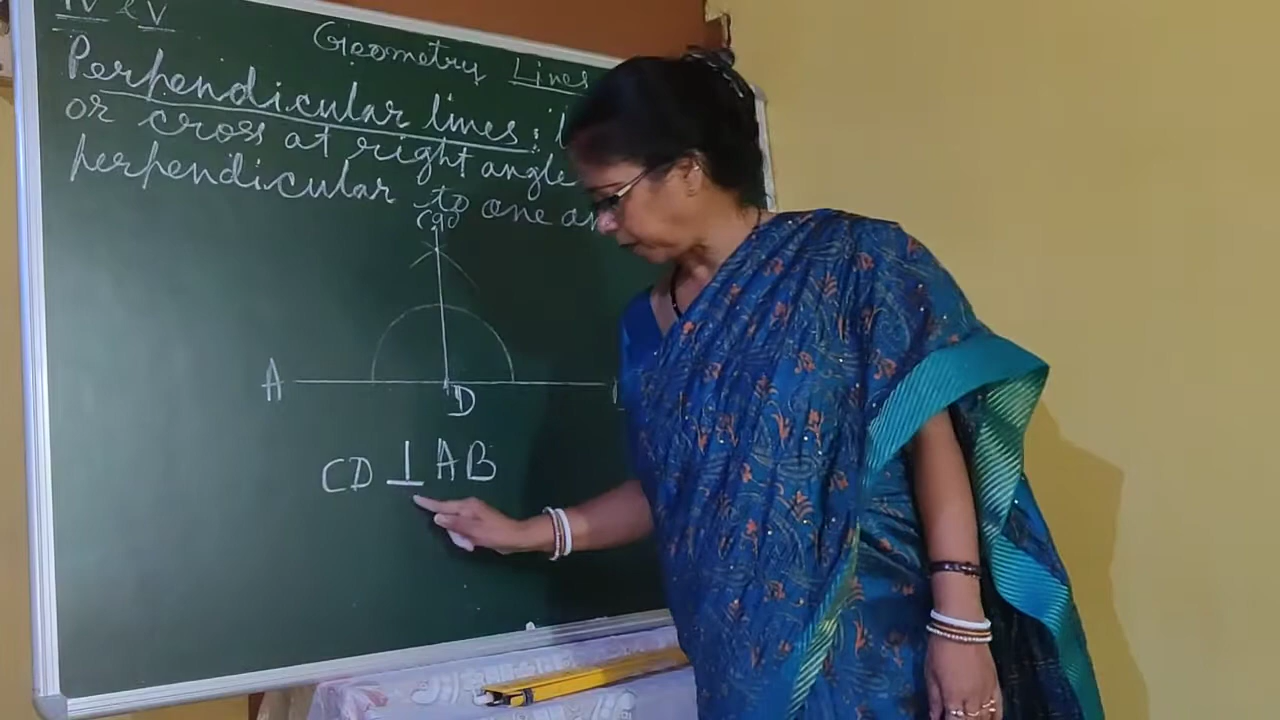 IV & V
Geometry Lines
Perpendicular lines :
or cross at right angle
perpendicular to one an
C 90
A
D
CD ⊥ AB